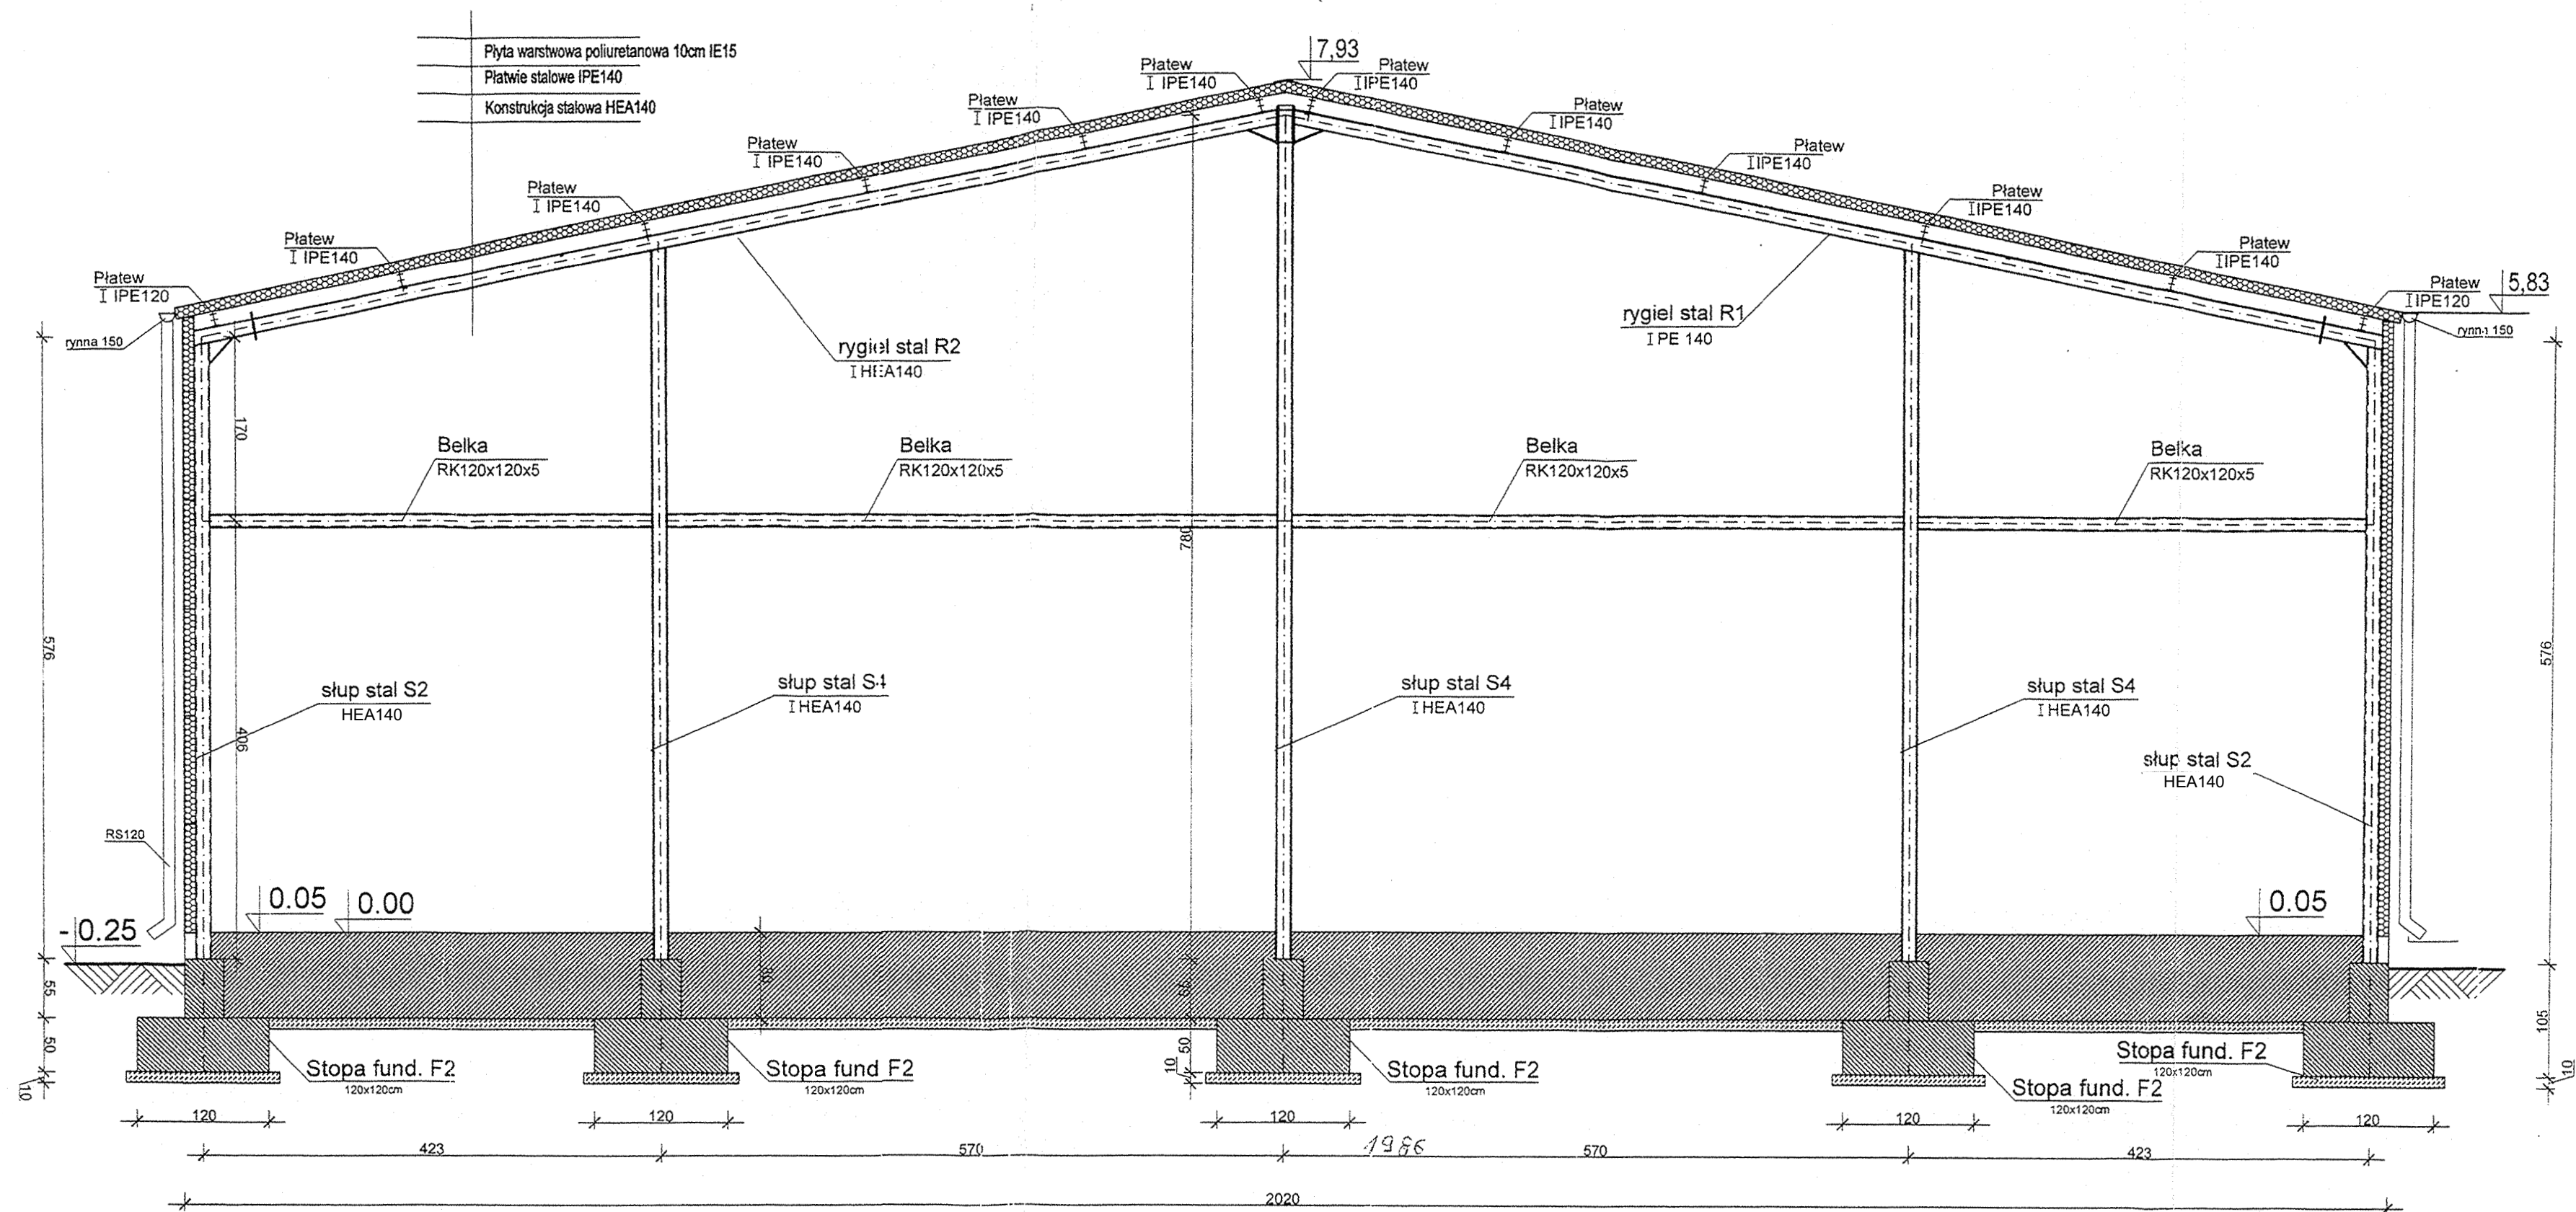 7,93
Płyta warstwowa poliuretanowa 10cm IE15
Płatwie stalowe IPE140
Konstrukcja stalowa HEA140
Płatew
I IPE140
Płatew
I IPE140
Płatew
I IPE140
Płatew
I IPE140
Płatew
I IPE140
Płatew
I IPE140
Płatew
I IPE140
Płatew
I IPE140
Płatew
I IPE140
Płatew
I IPE140
Płatew
I IPE120
Płatew
I IPE120
5,83
rynna 150
rynna 150
rygiel stal R2
I HEA140
rygiel stal R1
I PE 140
170
Belka
RK120x120x5
Belka
RK120x120x5
Belka
RK120x120x5
Belka
RK120x120x5
780
576
576
406
słup stal S2
HEA140
słup stal S4
I HEA140
słup stal S4
I HEA140
słup stal S4
I HEA140
słup stal S2
HEA140
RS120
0.05
0.00
0.05
- 0.25
55
55
50
50
10
10
105
10
Stopa fund. F2
120x120cm
Stopa fund F2
120x120cm
Stopa fund. F2
120x120cm
Stopa fund. F2
120x120cm
Stopa fund. F2
120x120cm
120
120
120
120
120
423
570
1986
570
423
2020